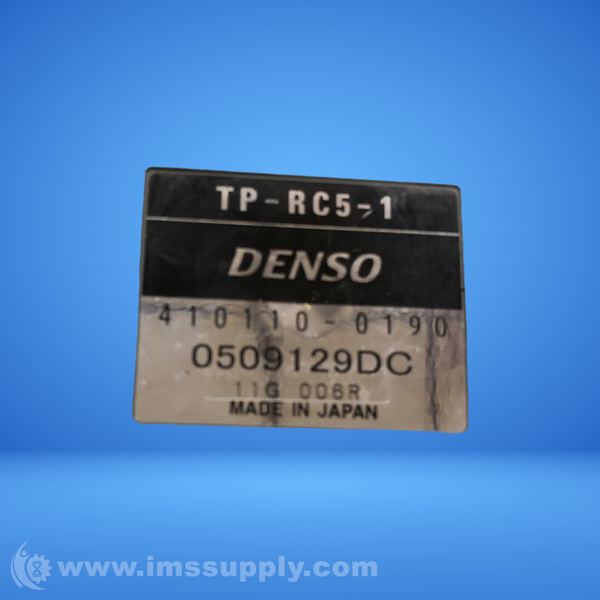 TP-RC5-1
DENSO
410110-0190
0509129DC
11G 006R
MADE IN JAPAN
www.imssupply.com